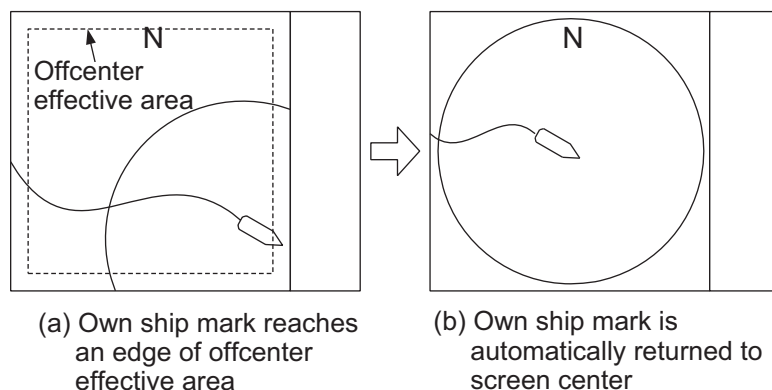 N
Offcenter
effective area
N
(a) Own ship mark reaches
an edge of offcenter
effective area
(b) Own ship mark is
automatically returned to
screen center